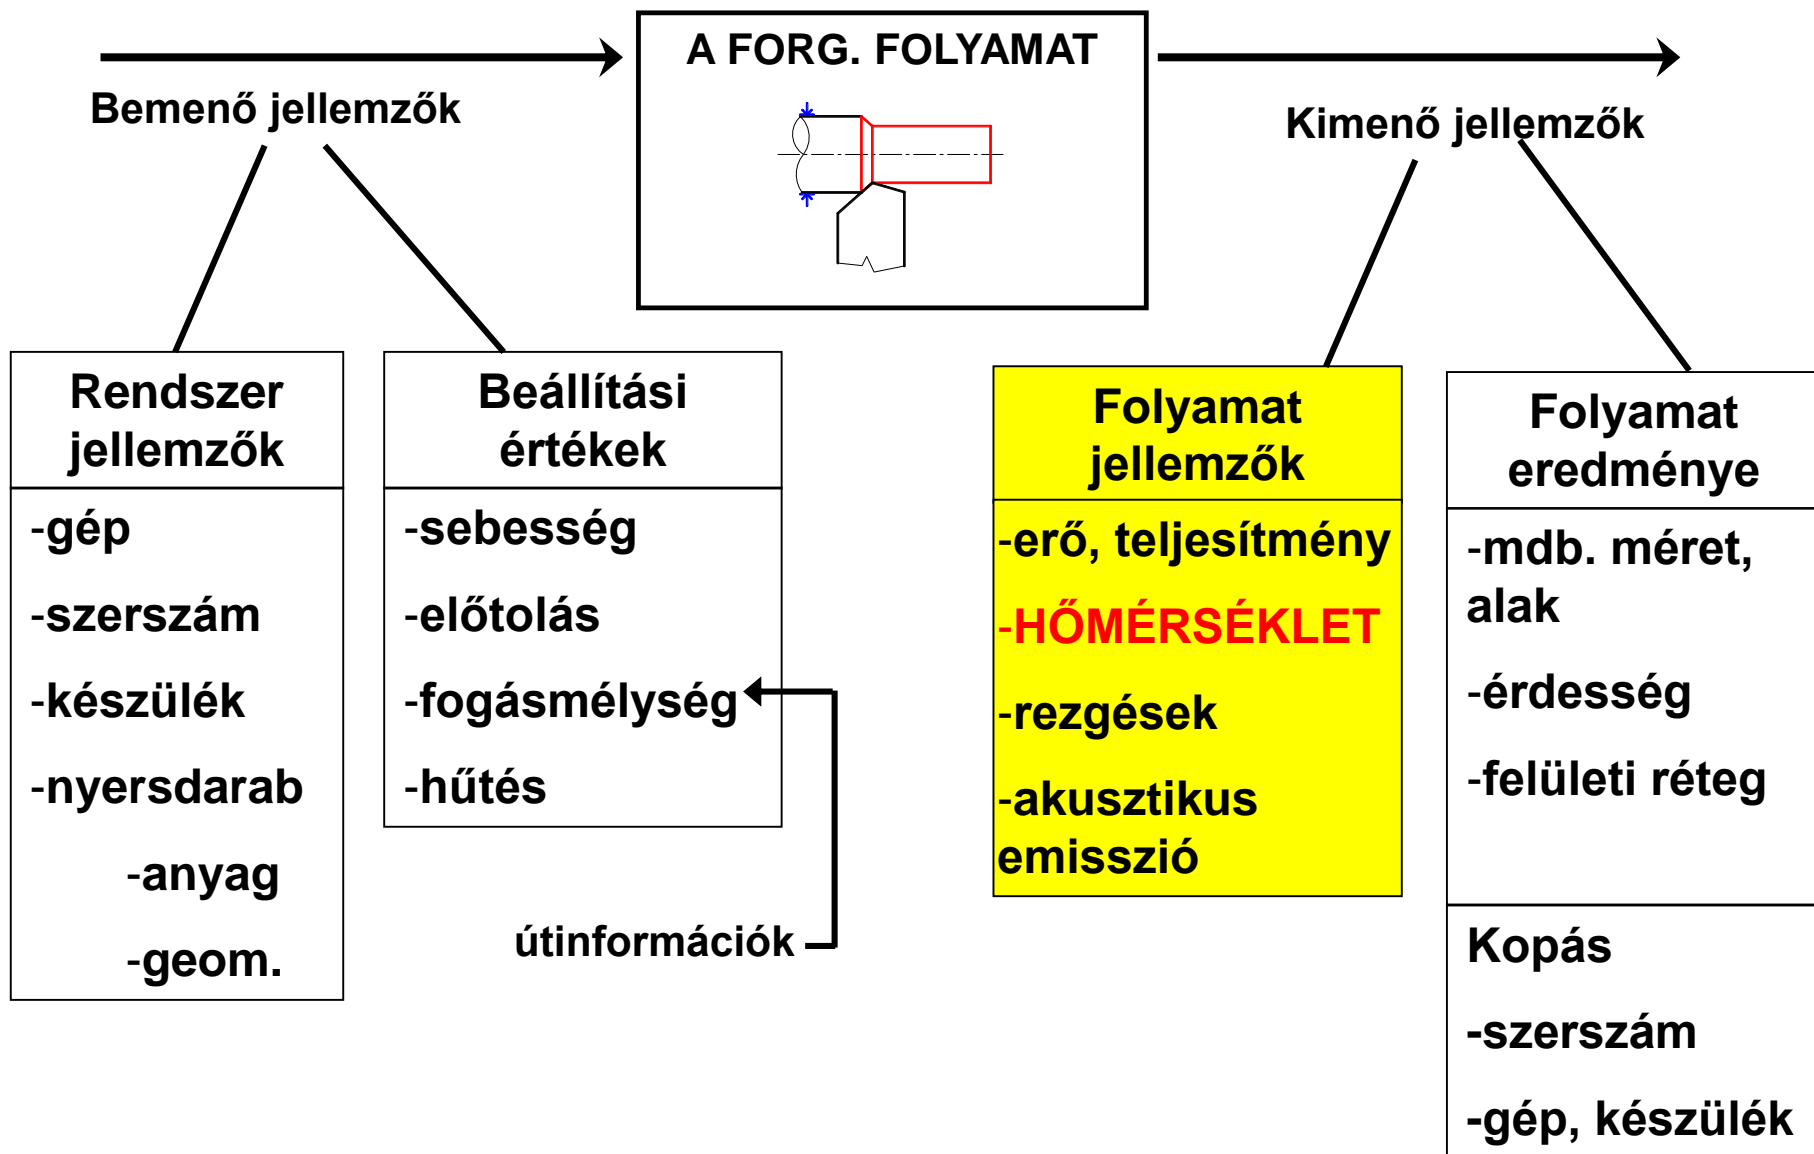 A FORG. FOLYAMAT
Bemenő jellemzők
Kimenő jellemzők
Rendszer
jellemzők
-gép
-szerszám
-készülék
-nyersdarab
-anyag
-geom.
Beállítási
értékek
-sebesség
-előtolás
-fogásmélység
-hűtés
útinformációk
Folyamat
jellemzők
-erő, teljesítmény
-HŐMÉRSÉKLET
-rezgések
-akusztikus
emisszió
Folyamat
eredménye
-mdb. méret,
alak
-érdesség
-felületi réteg
Kopás
-szerszám
-gép, készülék